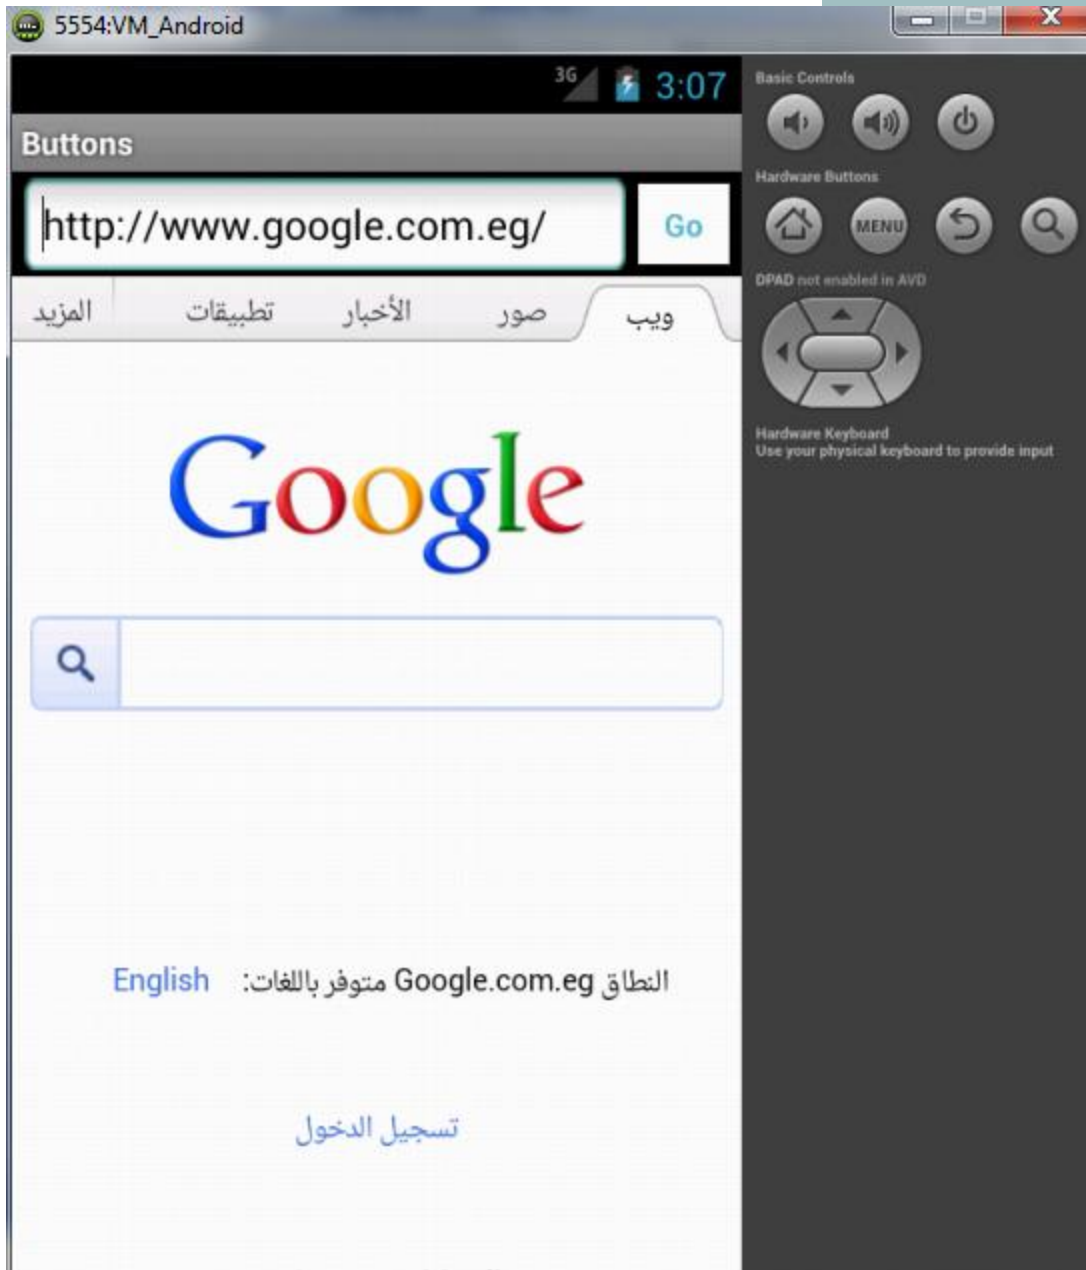 5554:VM_Android
3G 3:07
Buttons
http://www.google.com.eg/
Go
ويب صور الأخبار تطبيقات المزيد
Google
النطاق Google.com.eg متوفر باللغات: English
تسجيل الدخول
Basic Controls
Hardware Buttons
MENU
DPAD not enabled in AVD
Hardware Keyboard
Use your physical keyboard to provide input